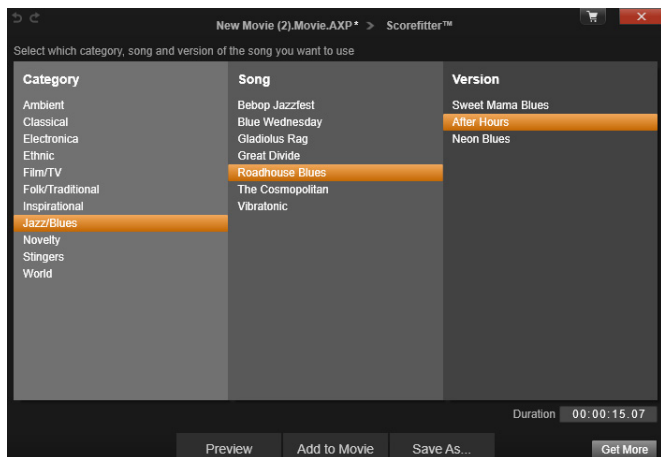 New Movie (2).Movie.AXP* > Scorefitter™
Select which category, song and version of the song you want to use
Category
Ambient
Classical
Electronica
Ethnic
Film/TV
Folk/Traditional
Inspirational
Jazz/Blues
Novelty
Stingers
World
Song
Bebop Jazzfest
Blue Wednesday
Gladiolus Rag
Great Divide
Roadhouse Blues
The Cosmopolitan
Vibratonic
Version
Sweet Mama Blues
After Hours
Neon Blues
Duration 00:00:15.07
Preview Add to Movie Save As... Get More